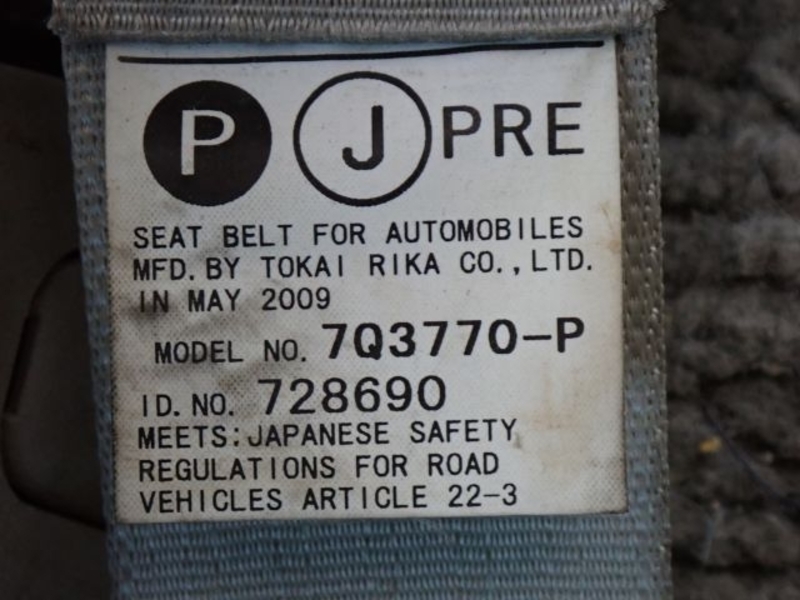 P J PRE
SEAT BELT FOR AUTOMOBILES
MFD. BY TOKAI RIKA CO., LTD.
IN MAY 2009
MODEL NO. 7Q3770-P
ID. NO. 728690
MEETS: JAPANESE SAFETY
REGULATIONS FOR ROAD
VEHICLES ARTICLE 22-3